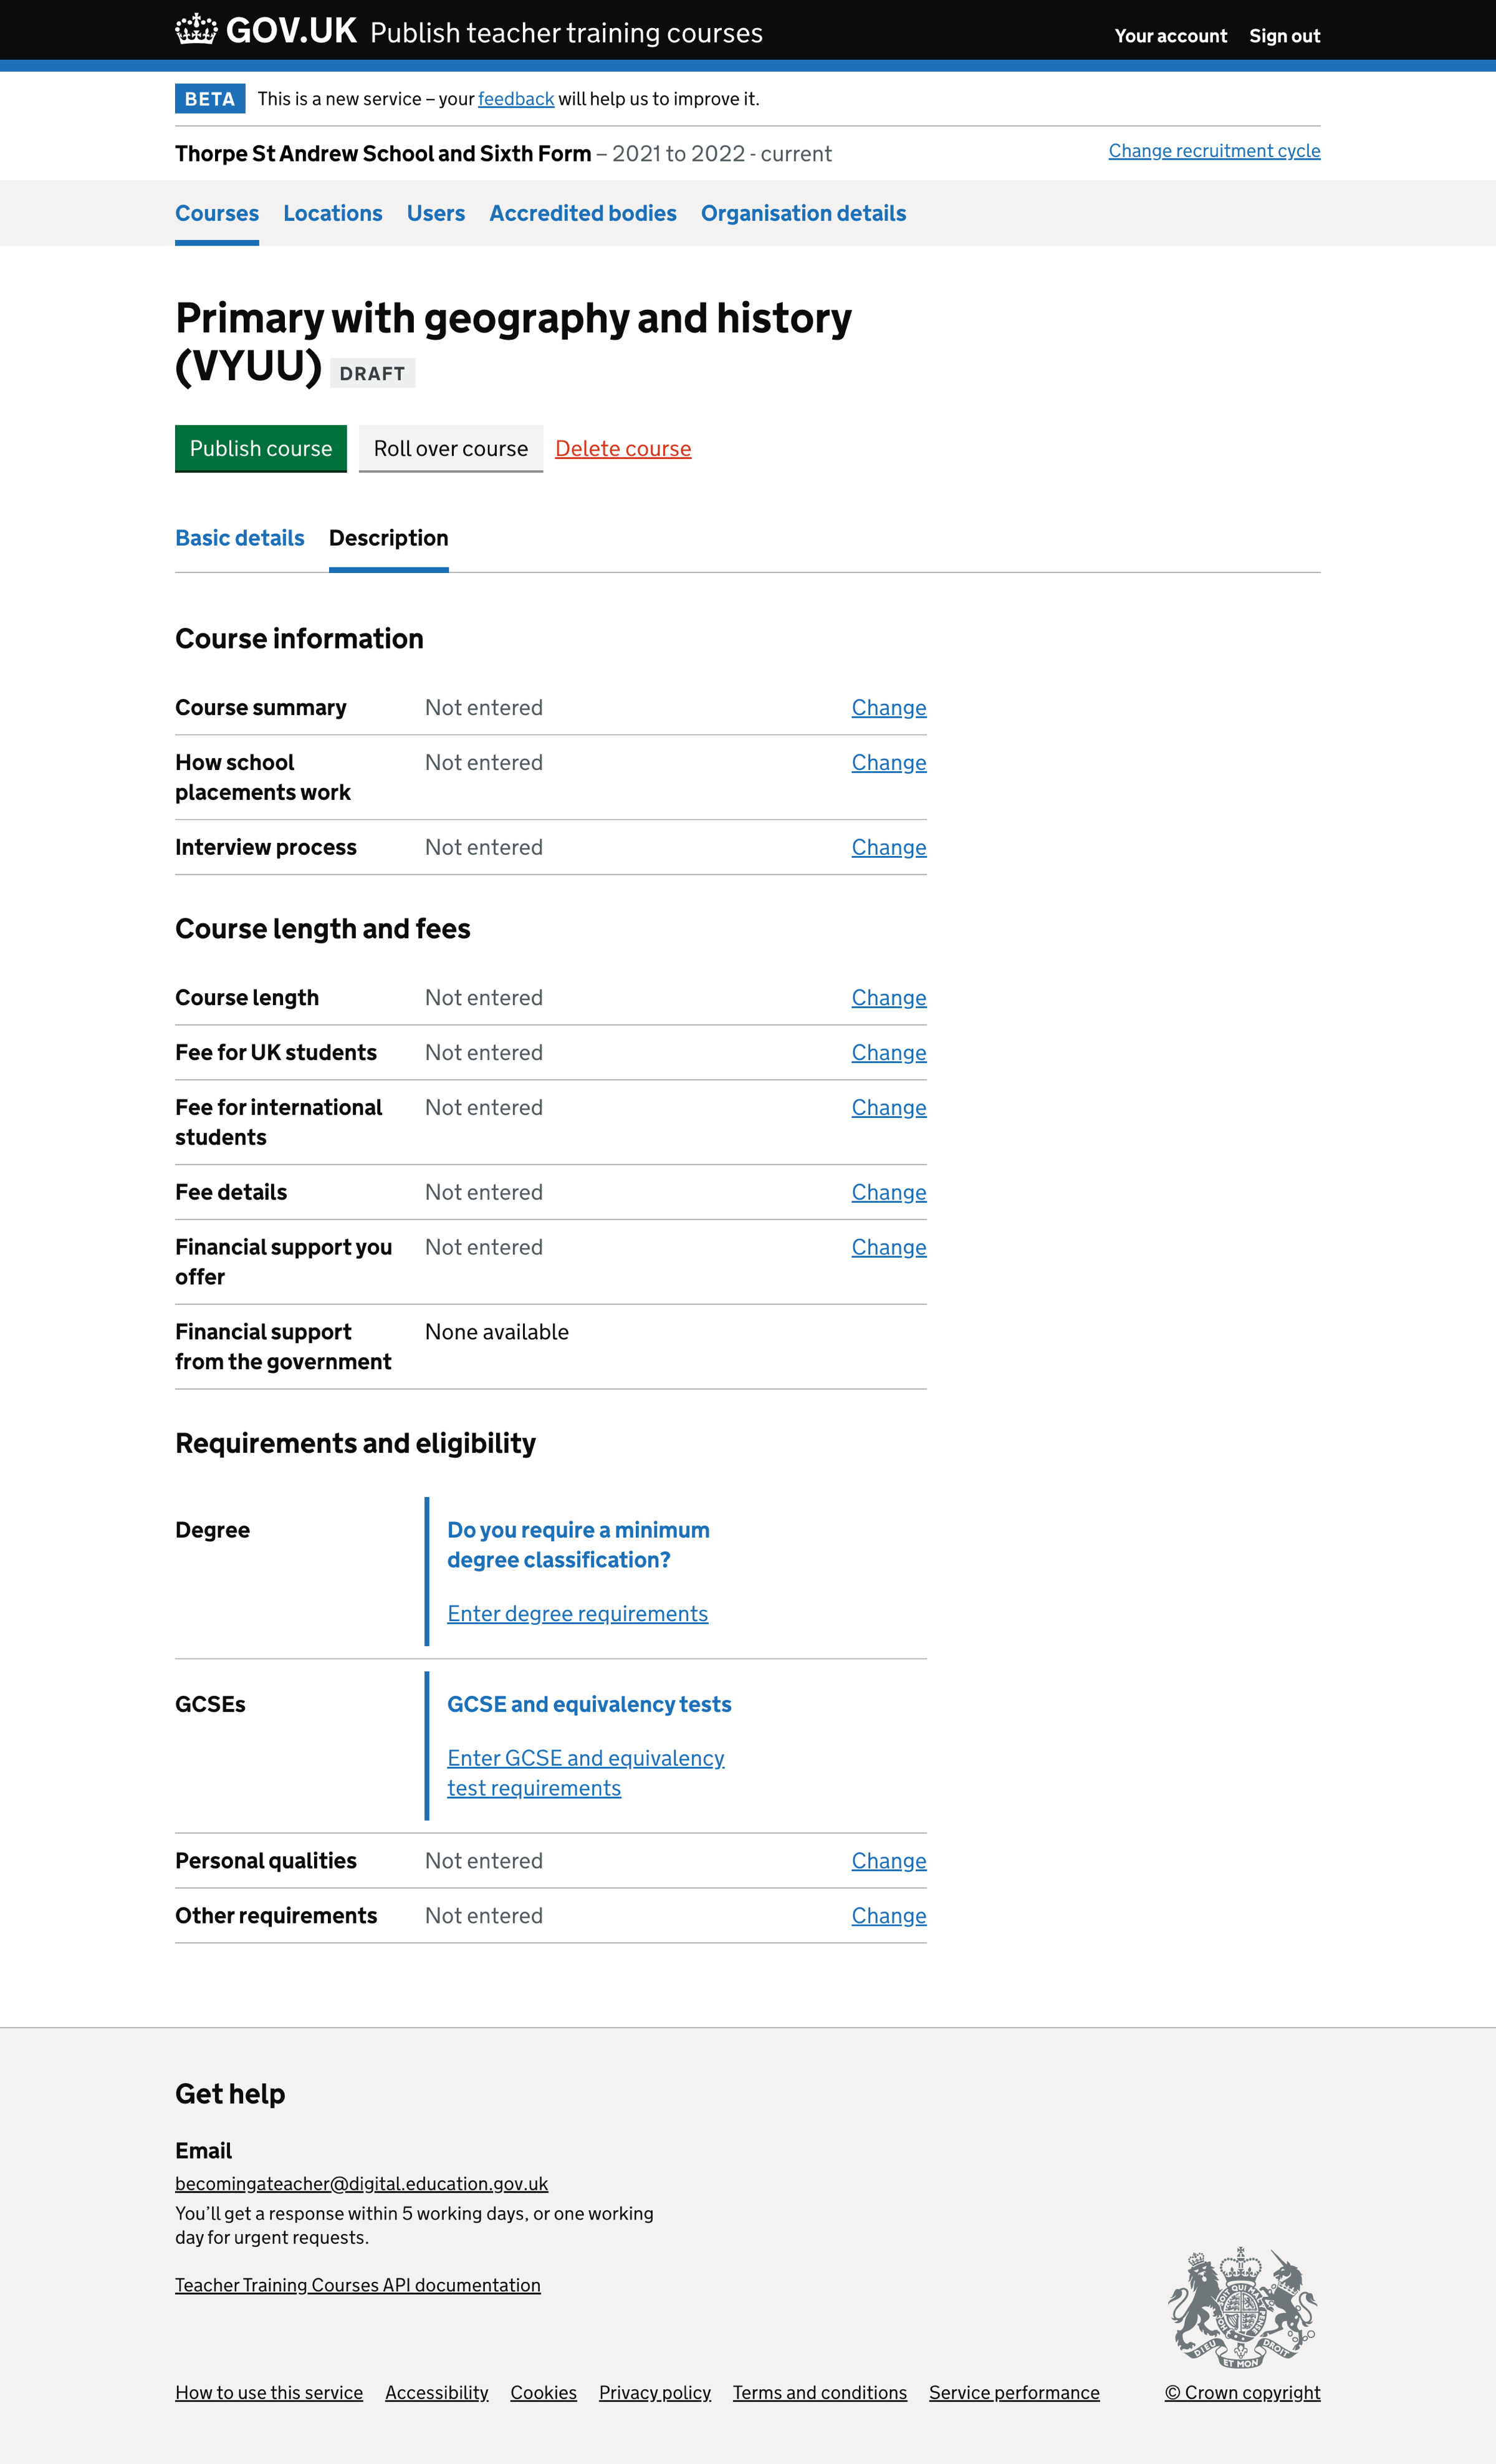 GOV.UK Publish teacher training courses Your account Sign out
BETA This is a new service – your feedback will help us to improve it.
Thorpe St Andrew School and Sixth Form – 2021 to 2022 - current Change recruitment cycle
Courses Locations Users Accredited bodies Organisation details
Primary with geography and history
(VYUU) DRAFT
Publish course Roll over course Delete course
Basic details Description
Course information
Course summary Not entered Change
How school Not entered Change
placements work
Interview process Not entered Change
Course length and fees
Course length Not entered Change
Fee for UK students Not entered Change
Fee for international Not entered Change
students
Fee details Not entered Change
Financial support you Not entered Change
offer
Financial support None available
from the government
Requirements and eligibility
Degree Do you require a minimum
degree classification?
Enter degree requirements
GCSEs GCSE and equivalency tests
Enter GCSE and equivalency
test requirements
Personal qualities Not entered Change
Other requirements Not entered Change
Get help
Email
becomingateacher@digital.education.gov.uk
You’ll get a response within 5 working days, or one working
day for urgent requests.
Teacher Training Courses API documentation
DIEU ET MON DROIT
How to use this service Accessibility Cookies Privacy policy Terms and conditions Service performance © Crown copyright